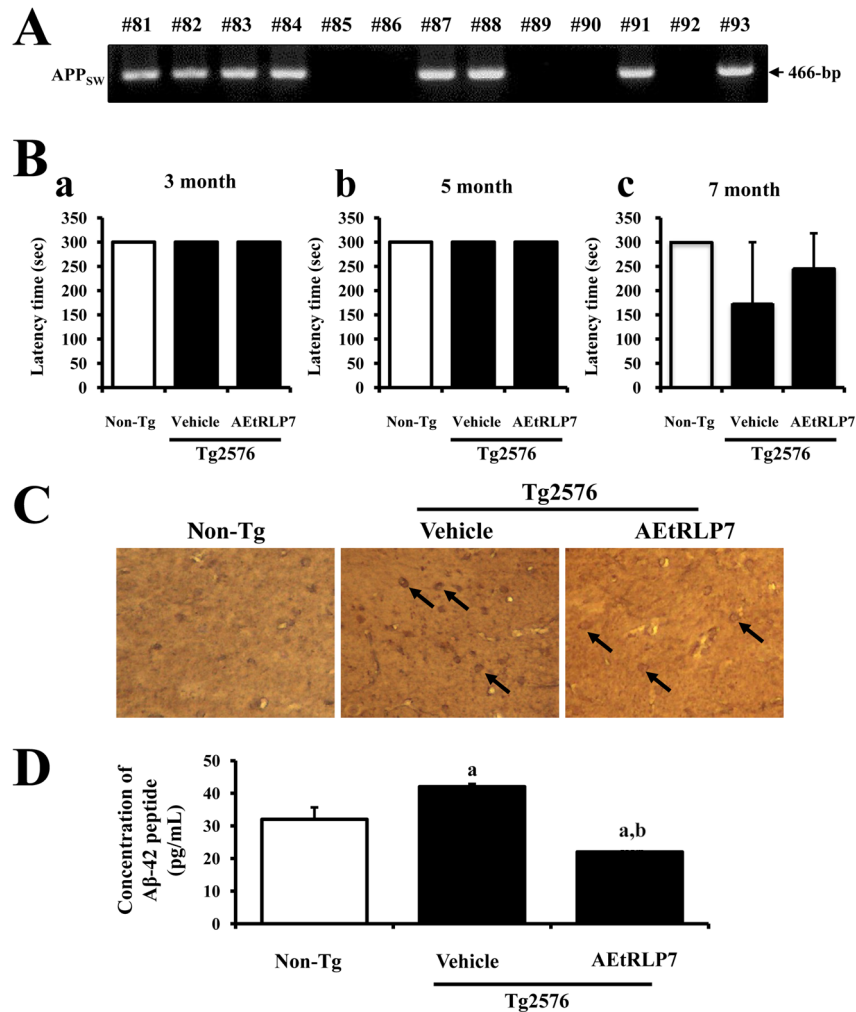 A
#81 #82 #83 #84 #85 #86 #87 #88 #89 #90 #91 #92 #93
APPSW
466-bp
B
a
3 month
Latency time (sec)
350
300
250
200
150
100
50
0
Non-Tg Vehicle AEtRLP7
Tg2576
b
5 month
Latency time (sec)
350
300
250
200
150
100
50
0
Non-Tg Vehicle AEtRLP7
Tg2576
c
7 month
Latency time (sec)
350
300
250
200
150
100
50
0
Non-Tg Vehicle AEtRLP7
Tg2576
C
Tg2576
Non-Tg Vehicle AEtRLP7
D
Concentration of
Aβ-42 peptide
(pg/mL)
50
40
30
20
10
0
a
a,b
Non-Tg Vehicle AEtRLP7
Tg2576